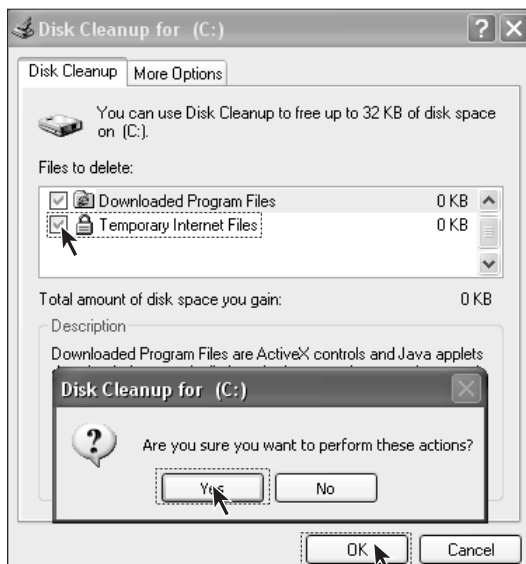 Disk Cleanup for (C:)
Disk Cleanup
More Options
You can use Disk Cleanup to free up to 32 KB of disk space
on (C:).
Files to delete:
Downloaded Program Files 0 KB
Temporary Internet Files 0 KB
Total amount of disk space you gain: 0 KB
Description
Downloaded Program Files are ActiveX controls and Java applets
Disk Cleanup for (C:)
Are you sure you want to perform these actions?
Yes
No
OK
Cancel